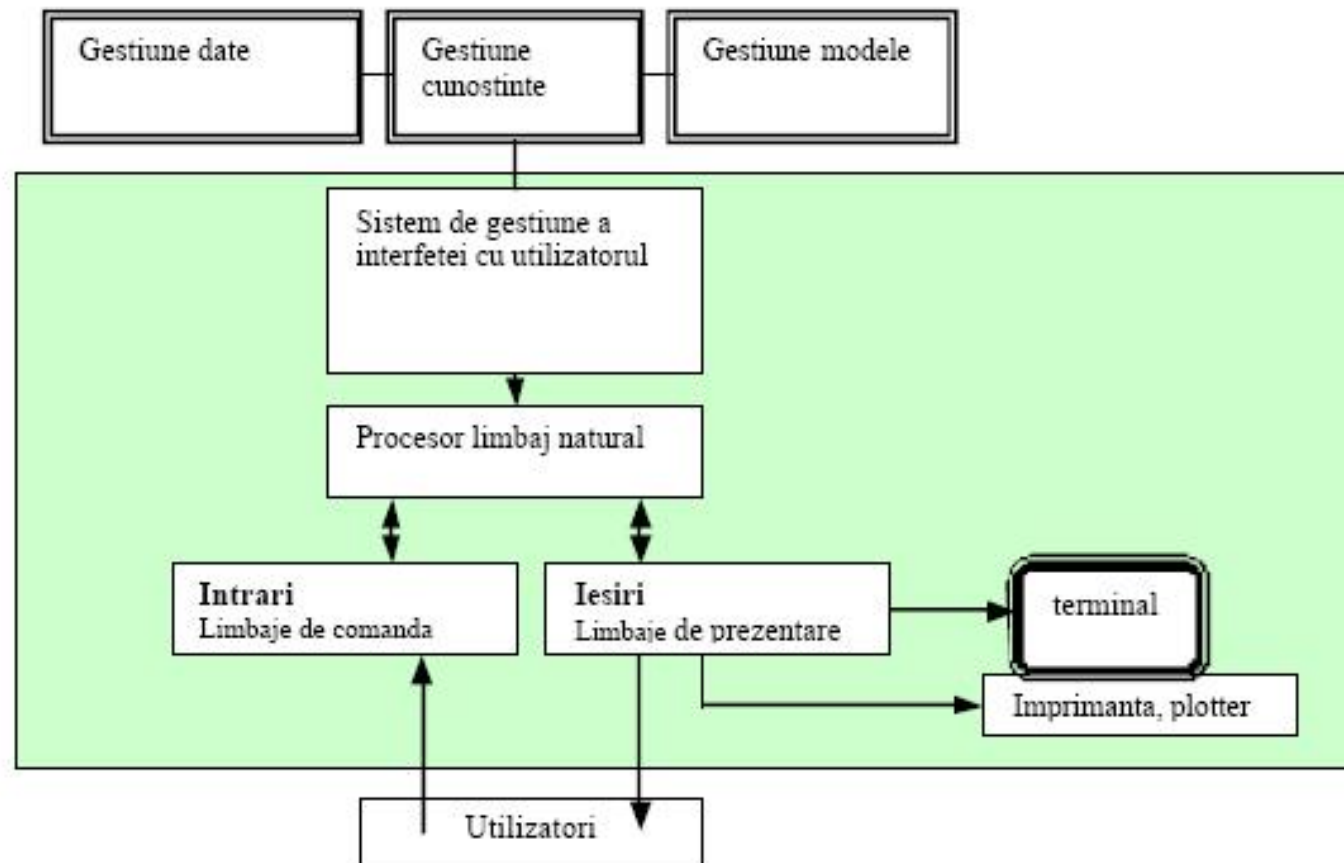 Gestiune date
Gestiune
cunostinte
Gestiune modele
Sistem de gestiune a
interfetei cu utilizatorul
Procesor limbaj natural
Intrari
Limbaje de comanda
Iesiri
Limbaje de prezentare
terminal
Imprimanta, plotter
Utilizatori